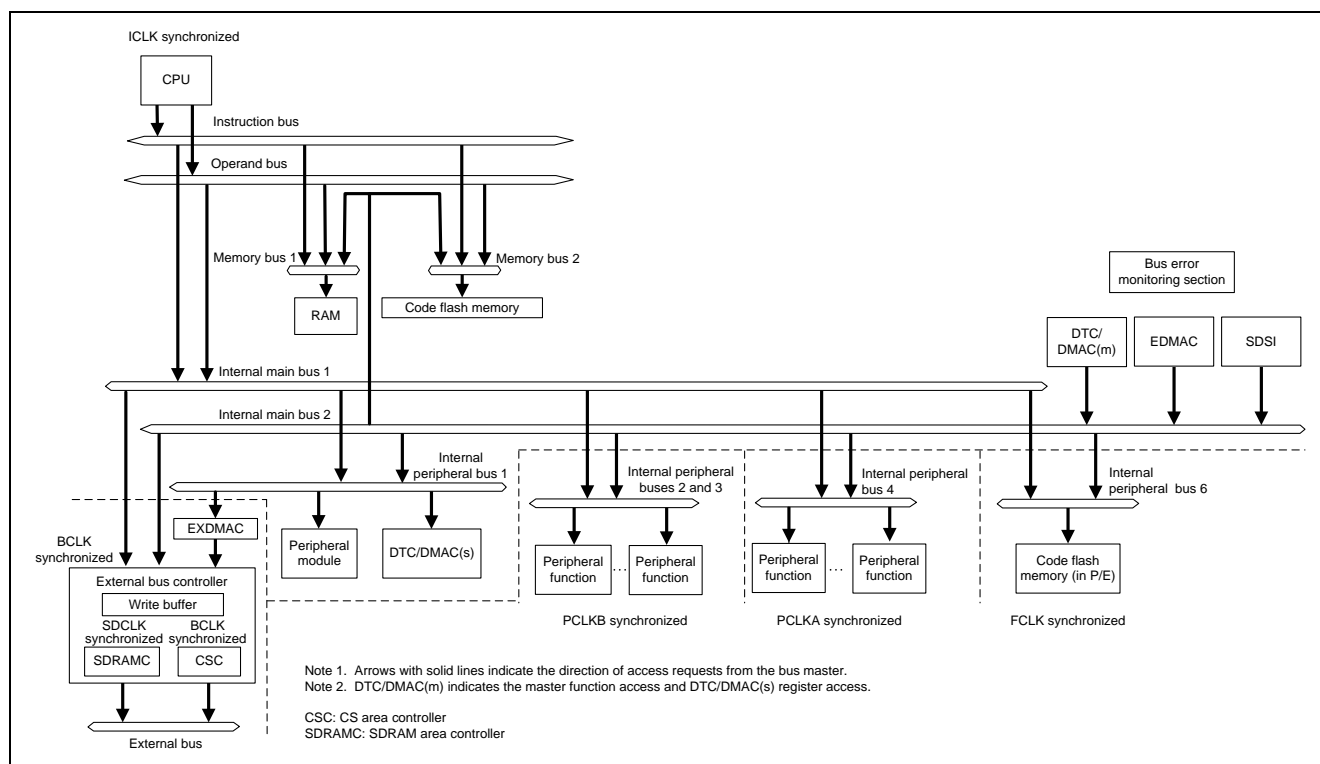 ICLK synchronized
CPU
Instruction bus
Operand bus
Memory bus 1
Memory bus 2
RAM
Code flash memory
Bus error
monitoring section
DTC/
DMAC(m)
EDMAC
SDSI
Internal main bus 1
Internal main bus 2
Internal
peripheral bus 1
Internal peripheral
buses 2 and 3
Internal peripheral
bus 4
Internal
peripheral bus 6
EXDMAC
BCLK
synchronized
Peripheral
module
DTC/DMAC(s)
Peripheral
function
...
Peripheral
function
Peripheral
function
...
Peripheral
function
Code flash
memory (in P/E)
External bus controller
Write buffer
SDCLK
synchronized
BCLK
synchronized
SDRAMC
CSC
PCLKB synchronized
PCLKA synchronized
FCLK synchronized
Note 1. Arrows with solid lines indicate the direction of access requests from the bus master.
Note 2. DTC/DMAC(m) indicates the master function access and DTC/DMAC(s) register access.
CSC: CS area controller
SDRAMC: SDRAM area controller
External bus